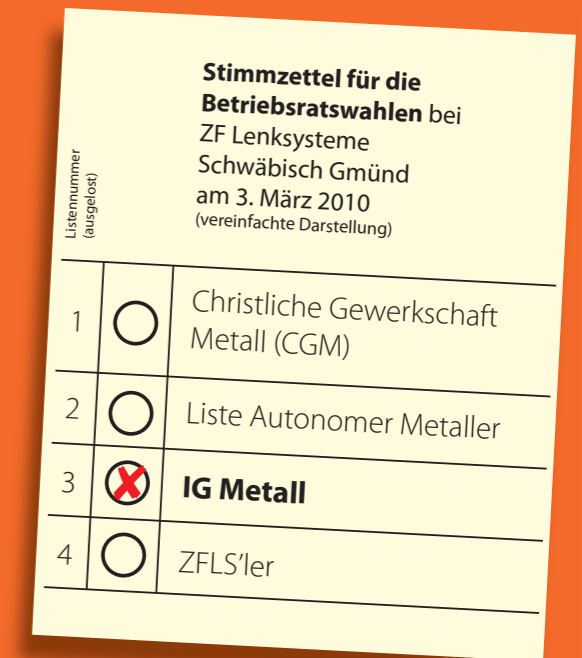 Stimmzettel für die
Betriebsratswahlen bei
ZF Lenksysteme
Schwäbisch Gmünd
am 3. März 2010
(vereinfachte Darstellung)
Listennummer
(ausgelost)
1 Christliche Gewerkschaft
Metall (CGM)
2 Liste Autonomer Metaller
3 IG Metall
4 ZFLS’ler